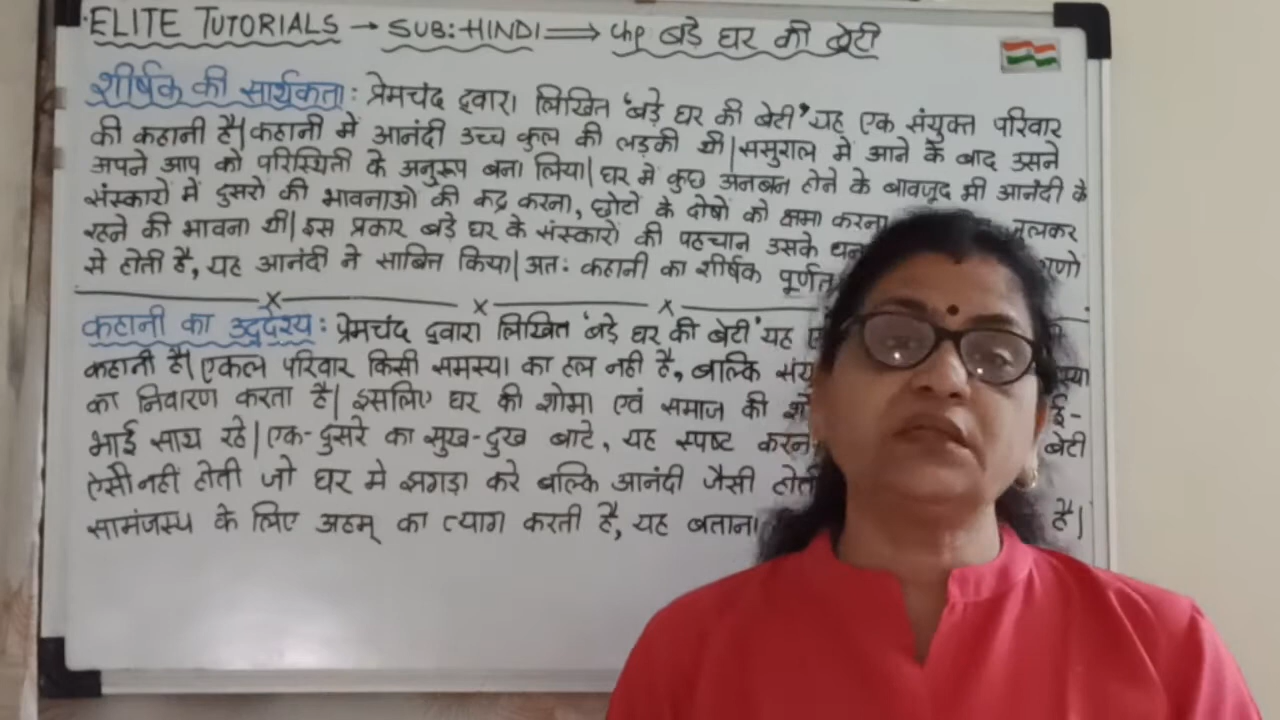 ELITE TUTORIALS → SUB:-HINDI ⟹ Chp बडे घर की बेटी
शीर्षक की सार्थकता: प्रेमचंद द्वारा लिखित 'बडे घर की बेटी' यह एक संयुक्त परिवार
की कहानी है| कहानी में आनंदी उच्च कुल की लड़की थी| ससुराल में आने के बाद उसने
अपने आप को परिस्थिती के अनुरूप बना लिया| घर मे कुछ अनबन होने के बावजूद भी आनंदी के
संस्कारो में दुसरो की भावनाओ की कद्र करना, छोटो के दोषो को क्षमा करना
रहने की भावना थी| इस प्रकार बडे घर के संस्कारो की पहचान उसके
से होती है, यह आनंदी ने साबित किया| अत: कहानी का शीर्षक
कहानी का उद्देश्य: प्रेमचंद द्वारा लिखित 'बडे घर की बेटी' यह
कहानी है| एकल परिवार किसी समस्या का हल नही है, बल्कि
का निवारण करता है| इसलिए घर की शोभा एवं समाज की
भाई साथ रहे| एक-दुसरे का सुख-दुख बाटे, यह स्पष्ट बेटी
ऐसी नही होती जो घर मे झगड़ा करे बल्कि आनंदी जैसी
सामंजस्य के लिए अहम् का त्याग करती है, यह बताना है|